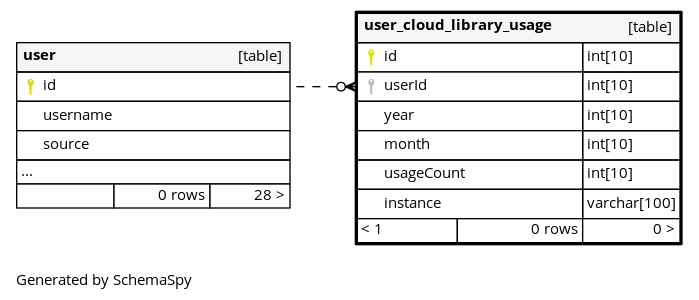 user [table]
id
username
source
...
0 rows 28 >
user_cloud_library_usage [table]
id int[10]
userId int[10]
year int[10]
month int[10]
usageCount int[10]
instance varchar[100]
< 1 0 rows 0 >
Generated by SchemaSpy